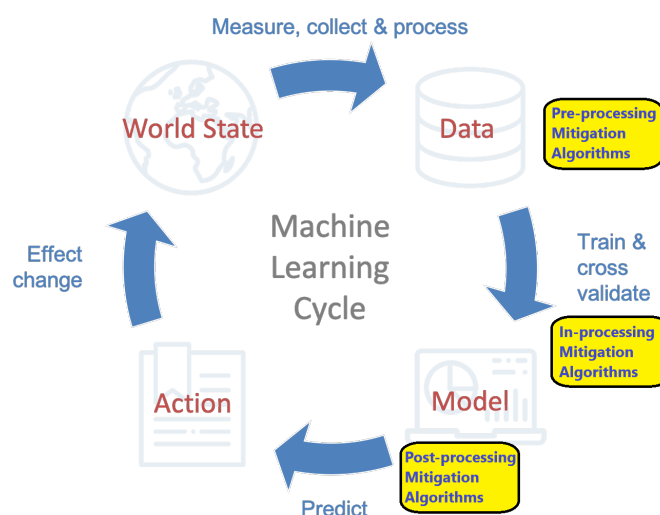 Measure, collect & process
World State
Data
Pre-processing
Mitigation
Algorithms
Machine
Learning
Cycle
Effect
change
Train &
cross
validate
In-processing
Mitigation
Algorithms
Action
Model
Post-processing
Mitigation
Algorithms
Predict